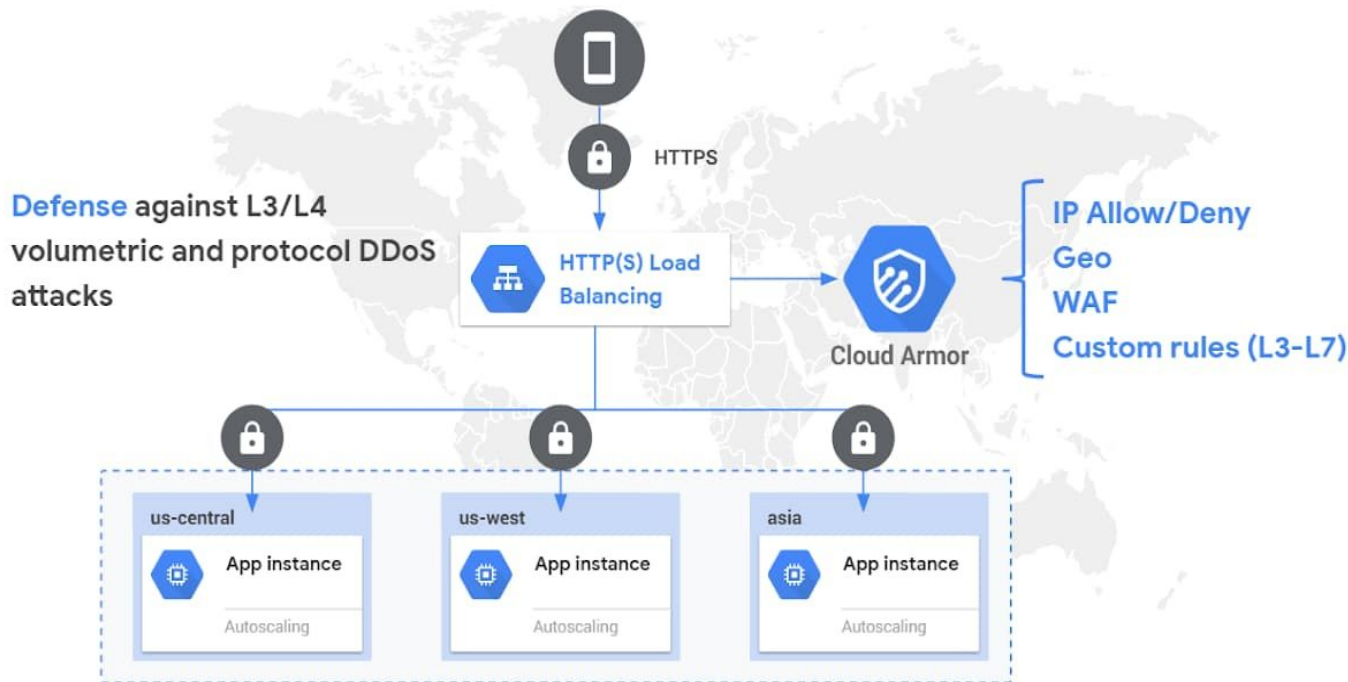 HTTPS
Defense against L3/L4
volumetric and protocol DDoS
attacks
HTTP(S) Load
Balancing
Cloud Armor
IP Allow/Deny
Geo
WAF
Custom rules (L3-L7)
us-central
App instance
Autoscaling
us-west
App instance
Autoscaling
asia
App instance
Autoscaling